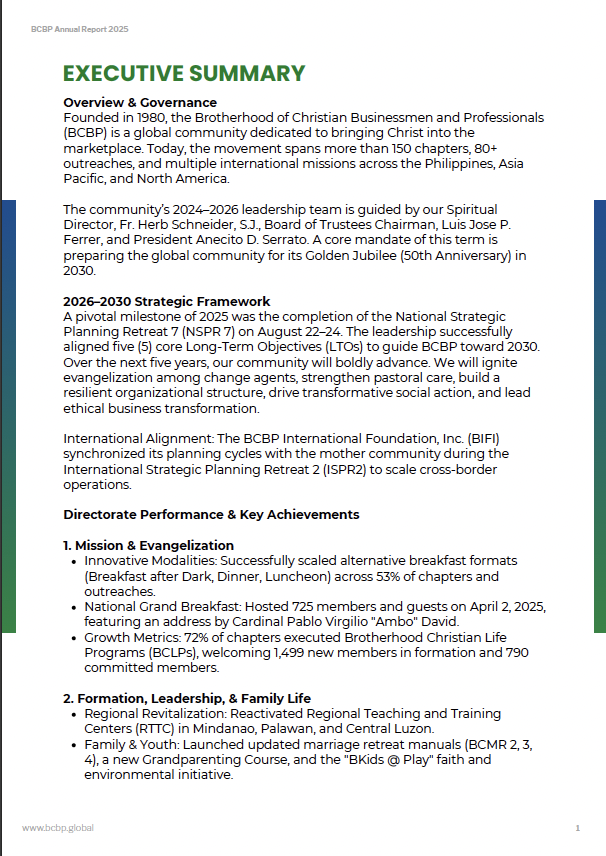 BCBP Annual Report 2025
EXECUTIVE SUMMARY
Overview & Governance
Founded in 1980, the Brotherhood of Christian Businessmen and Professionals
(BCBP) is a global community dedicated to bringing Christ into the
marketplace. Today, the movement spans more than 150 chapters, 80+
outreaches, and multiple international missions across the Philippines, Asia
Pacific, and North America.
The community's 2024–2026 leadership team is guided by our Spiritual
Director, Fr. Herb Schneider, S.J., Board of Trustees Chairman, Luis Jose P.
Ferrer, and President Anecito D. Serrato. A core mandate of this term is
preparing the global community for its Golden Jubilee (50th Anniversary) in
2030.
2026–2030 Strategic Framework
A pivotal milestone of 2025 was the completion of the National Strategic
Planning Retreat 7 (NSPR 7) on August 22–24. The leadership successfully
aligned five (5) core Long-Term Objectives (LTOs) to guide BCBP toward 2030.
Over the next five years, our community will boldly advance. We will ignite
evangelization among change agents, strengthen pastoral care, build a
resilient organizational structure, drive transformative social action, and lead
ethical business transformation.
International Alignment: The BCBP International Foundation, Inc. (BIFI)
synchronized its planning cycles with the mother community during the
International Strategic Planning Retreat 2 (ISPR2) to scale cross-border
operations.
Directorate Performance & Key Achievements
1. Mission & Evangelization
• Innovative Modalities: Successfully scaled alternative breakfast formats
(Breakfast after Dark, Dinner, Luncheon) across 53% of chapters and
outreaches.
• National Grand Breakfast: Hosted 725 members and guests on April 2, 2025,
featuring an address by Cardinal Pablo Virgilio "Ambo" David.
• Growth Metrics: 72% of chapters executed Brotherhood Christian Life
Programs (BCLPs), welcoming 1,499 new members in formation and 790
committed members.
2. Formation, Leadership, & Family Life
• Regional Revitalization: Reactivated Regional Teaching and Training
Centers (RTTC) in Mindanao, Palawan, and Central Luzon.
• Family & Youth: Launched updated marriage retreat manuals (BCMR 2, 3,
4), a new Grandparenting Course, and the "BKids @ Play" faith and
environmental initiative.
www.bcbp.global
1